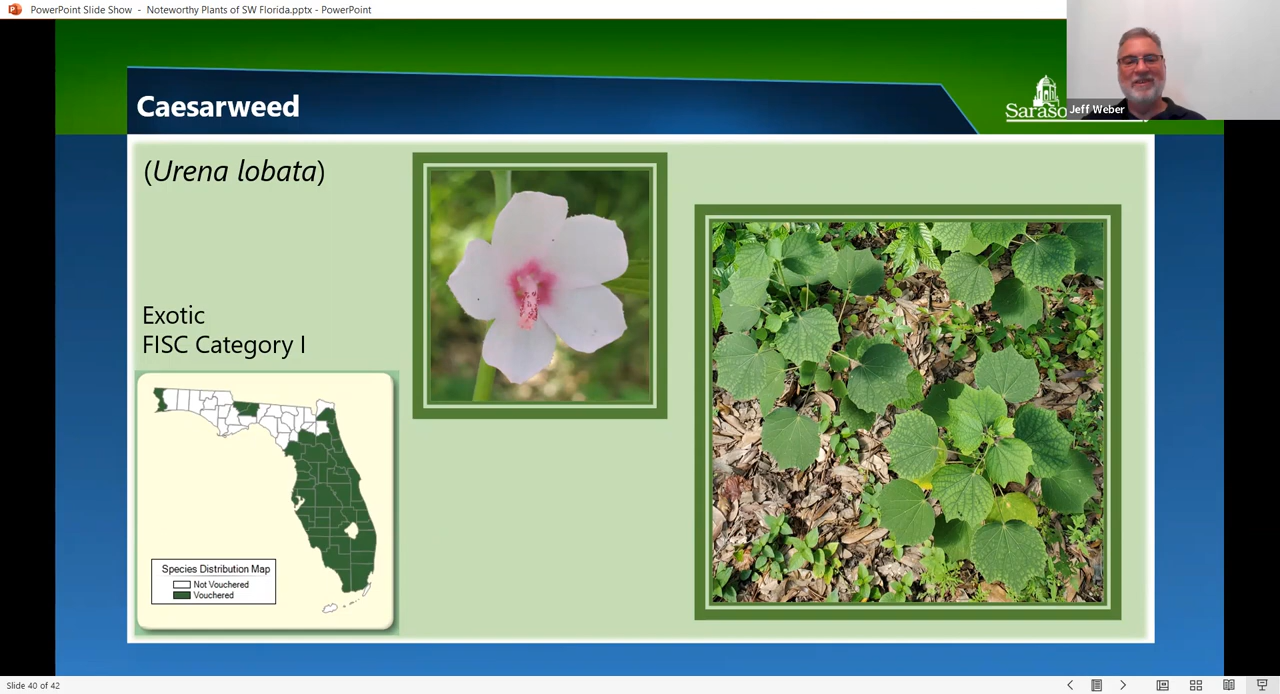 PowerPoint Slide Show - Noteworthy Plants of SW Florida.pptx - PowerPoint
Caesarweed
Saraso
Jeff Weber
(Urena lobata)
Exotic
FISC Category I
Species Distribution Map
Not Vouchered
Vouchered
Slide 40 of 42